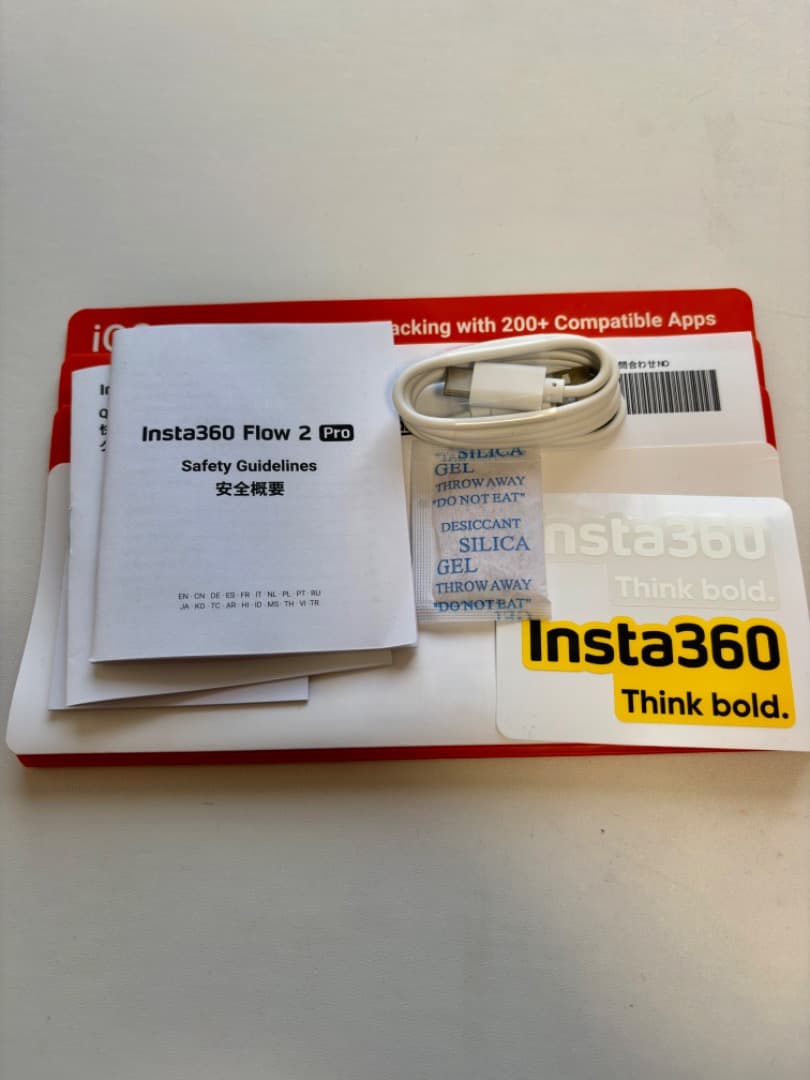 acking with 200+ Compatible Apps
問合わせNO
Insta360 Flow 2 Pro
Safety Guidelines
安全概要
EN · CN · DE · ES · FR · IT · NL · PL · PT · RU
JA · KO · TC · AR · HI · ID · MS · TH · VI · TR
SILICA
GEL
THROW AWAY
"DO NOT EAT"
DESICCANT
SILICA
GEL
THROW AWAY
"DO NOT EAT"
Insta360
Think bold.
Insta360
Think bold.